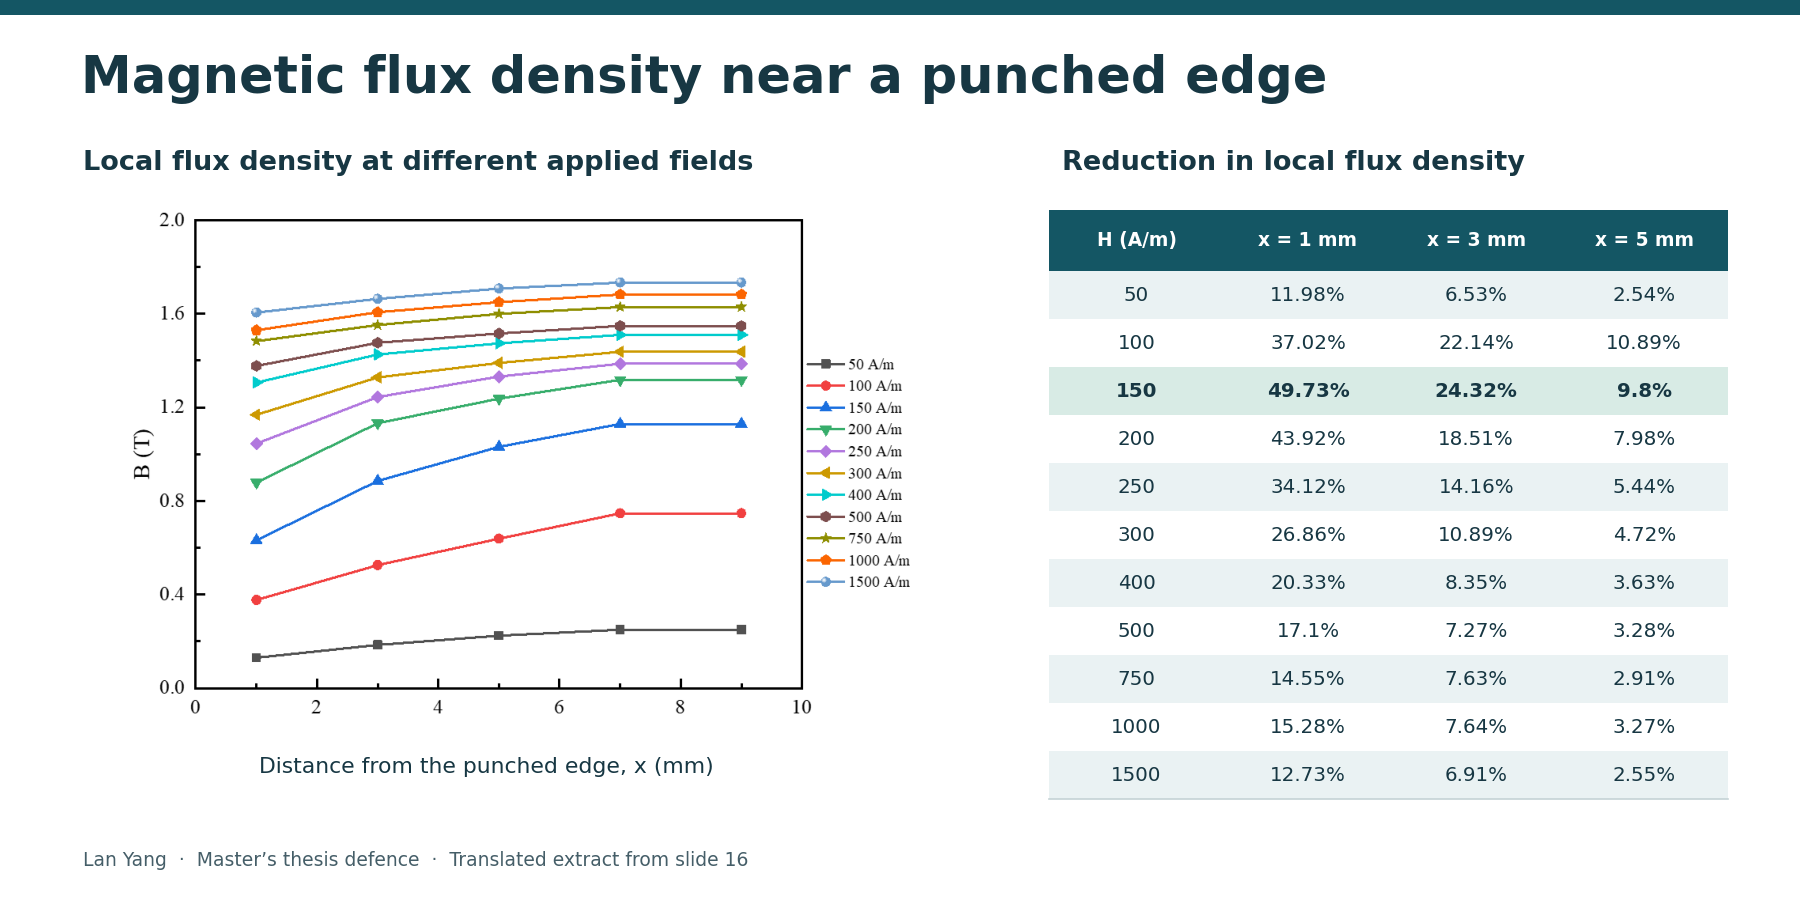 Magnetic flux density near a punched edge
Local flux density at different applied fields
2.0
1.6
1.2
0.8
0.4
0.0
B (T)
0 2 4 6 8 10
50 A/m
100 A/m
150 A/m
200 A/m
250 A/m
300 A/m
400 A/m
500 A/m
750 A/m
1000 A/m
1500 A/m
Distance from the punched edge, x (mm)
Reduction in local flux density
H (A/m) x = 1 mm x = 3 mm x = 5 mm
50 11.98% 6.53% 2.54%
100 37.02% 22.14% 10.89%
150 49.73% 24.32% 9.8%
200 43.92% 18.51% 7.98%
250 34.12% 14.16% 5.44%
300 26.86% 10.89% 4.72%
400 20.33% 8.35% 3.63%
500 17.1% 7.27% 3.28%
750 14.55% 7.63% 2.91%
1000 15.28% 7.64% 3.27%
1500 12.73% 6.91% 2.55%
Lan Yang · Master’s thesis defence · Translated extract from slide 16